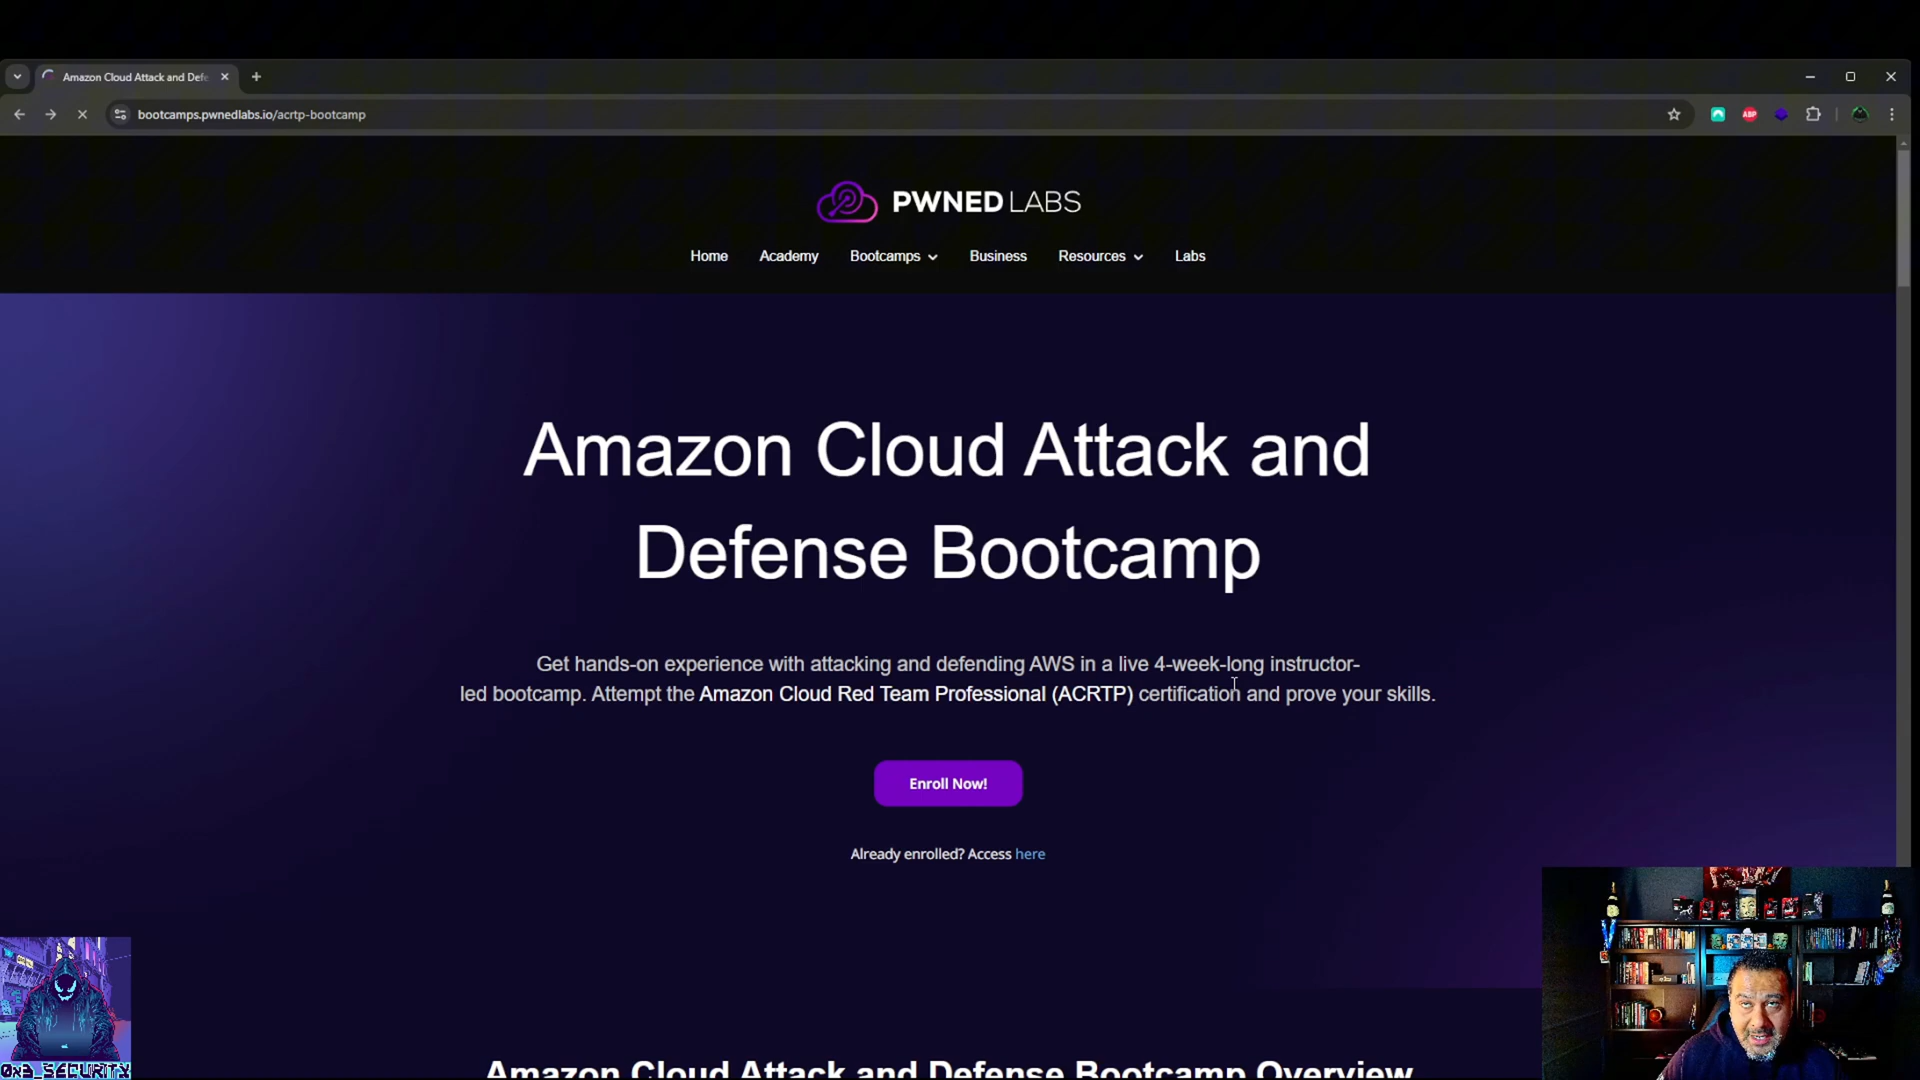 Amazon Cloud Attack and Defe
bootcamps.pwnedlabs.io/acrtp-bootcamp
ABP
PWNED LABS
Home Academy Bootcamps Business Resources Labs
Amazon Cloud Attack and
Defense Bootcamp
Get hands-on experience with attacking and defending AWS in a live 4-week-long instructor-
led bootcamp. Attempt the Amazon Cloud Red Team Professional (ACRTP) certification and prove your skills.
Enroll Now!
Already enrolled? Access here
Amazon Cloud Attack and Defense Bootcamp Overview
0x3_SECURITY